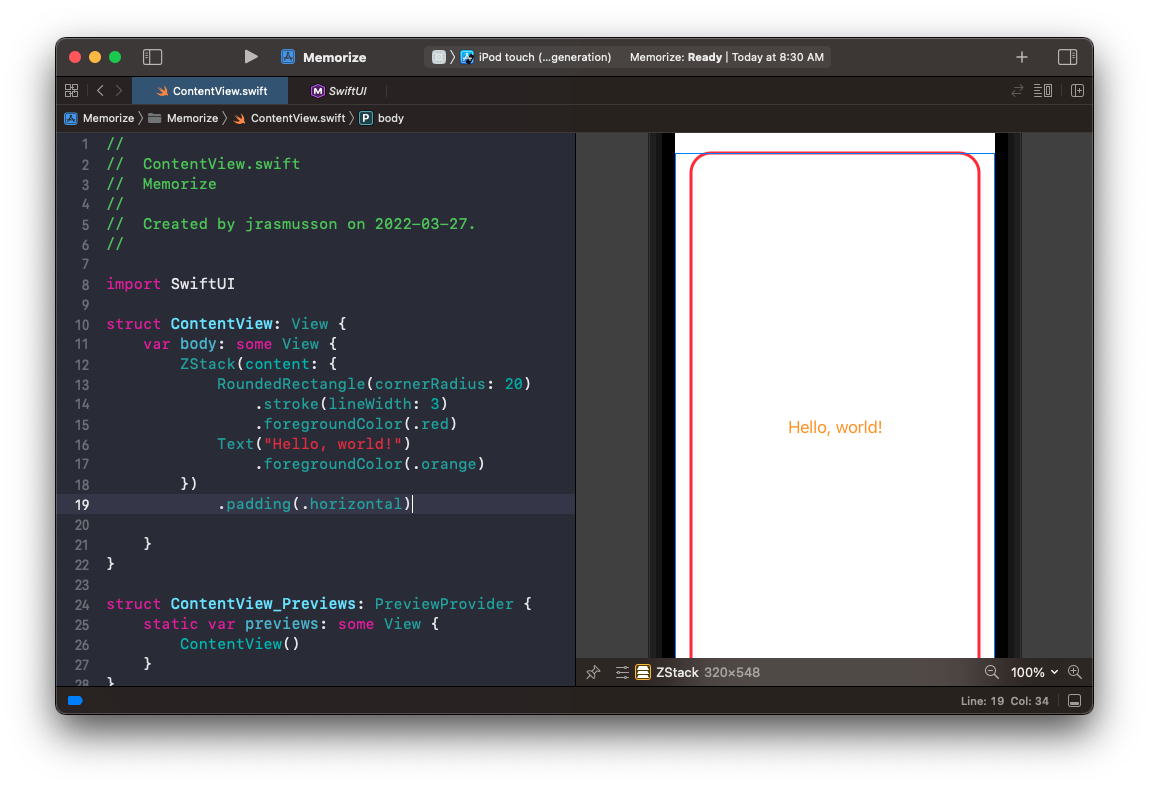 Memorize
iPod touch (...generation)
Memorize: Ready | Today at 8:30 AM
ContentView.swift
M SwiftUI
Memorize
Memorize
ContentView.swift
P body
1 //
2 //  ContentView.swift
3 //  Memorize
4 //
5 //  Created by jrasmusson on 2022-03-27.
6 //
7
8 import SwiftUI
9
10 struct ContentView: View {
11     var body: some View {
12         ZStack(content: {
13             RoundedRectangle(cornerRadius: 20)
14                 .stroke(lineWidth: 3)
15                 .foregroundColor(.red)
16             Text("Hello, world!")
17                 .foregroundColor(.orange)
18         })
19             .padding(.horizontal)
20
21     }
22 }
23
24 struct ContentView_Previews: PreviewProvider {
25     static var previews: some View {
26         ContentView()
27     }
28 }
Hello, world!
ZStack 320×548
100%
Line: 19 Col: 34